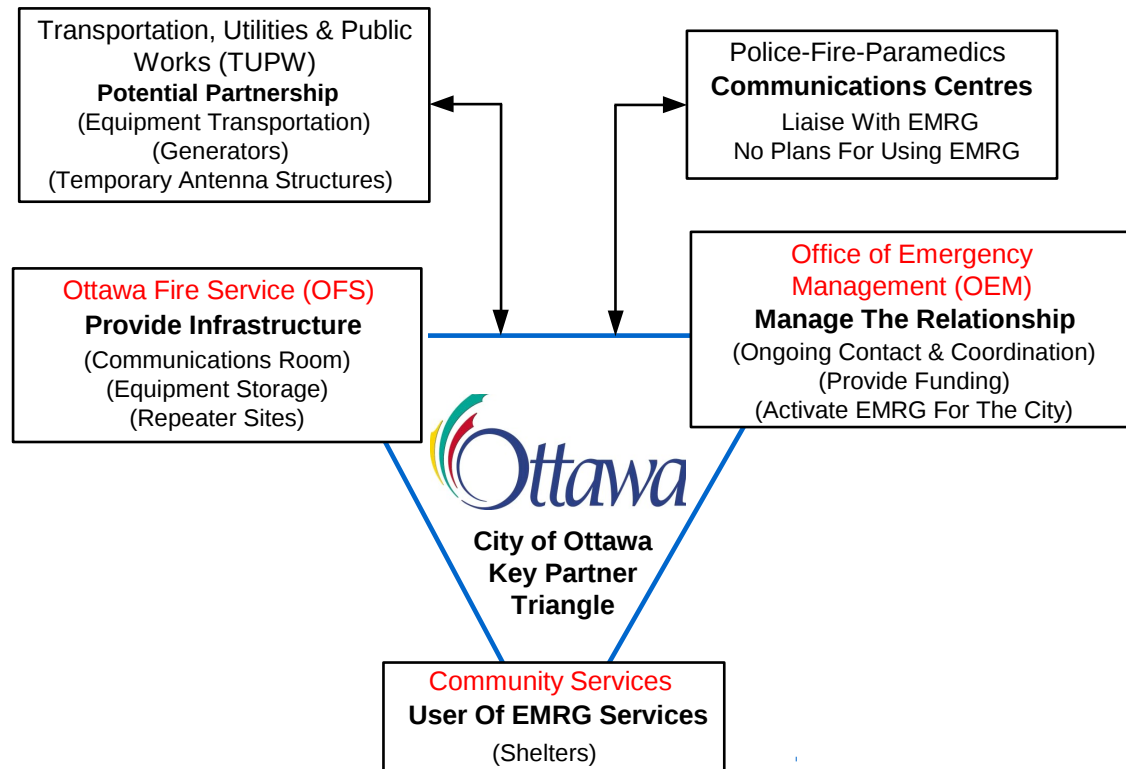 Transportation, Utilities & Public
Works (TUPW)
Potential Partnership
(Equipment Transportation)
(Generators)
(Temporary Antenna Structures)
Police-Fire-Paramedics
Communications Centres
Liaise With EMRG
No Plans For Using EMRG
Ottawa Fire Service (OFS)
Provide Infrastructure
(Communications Room)
(Equipment Storage)
(Repeater Sites)
Office of Emergency
Management (OEM)
Manage The Relationship
(Ongoing Contact & Coordination)
(Provide Funding)
(Activate EMRG For The City)
Ottawa
City of Ottawa
Key Partner
Triangle
Community Services
User Of EMRG Services
(Shelters)